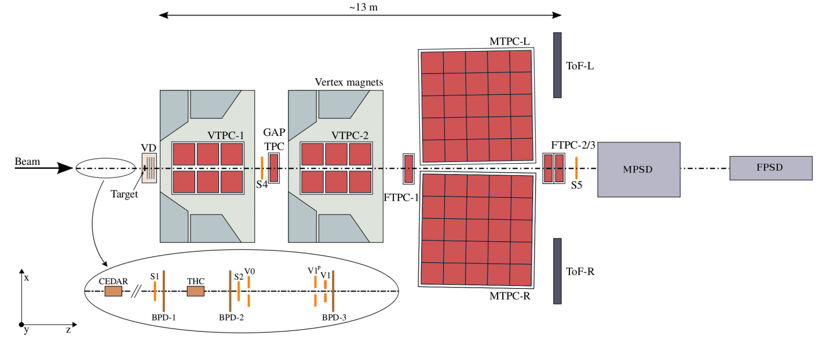 ~13 m
MTPC-L
ToF-L
Vertex magnets
VTPC-1
GAP
TPC
VTPC-2
VD
FTPC-2/3
Beam
MPSD
FPSD
Target
S4
FTPC-1
S5
ToF-R
MTPC-R
x
y
z
CEDAR
S1
THC
S2
V0
V1ᵖ
V1
BPD-1
BPD-2
BPD-3